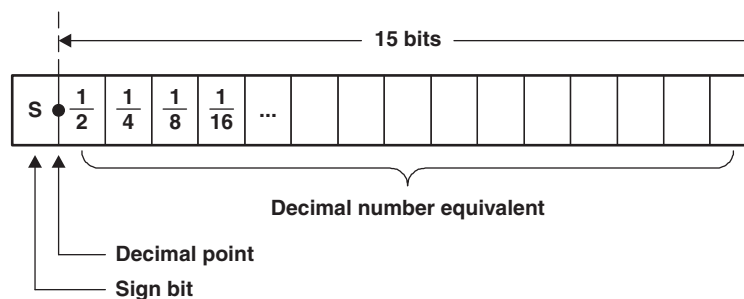 15 bits
S 1/2 1/4 1/8 1/16 ...
Decimal number equivalent
Decimal point
Sign bit